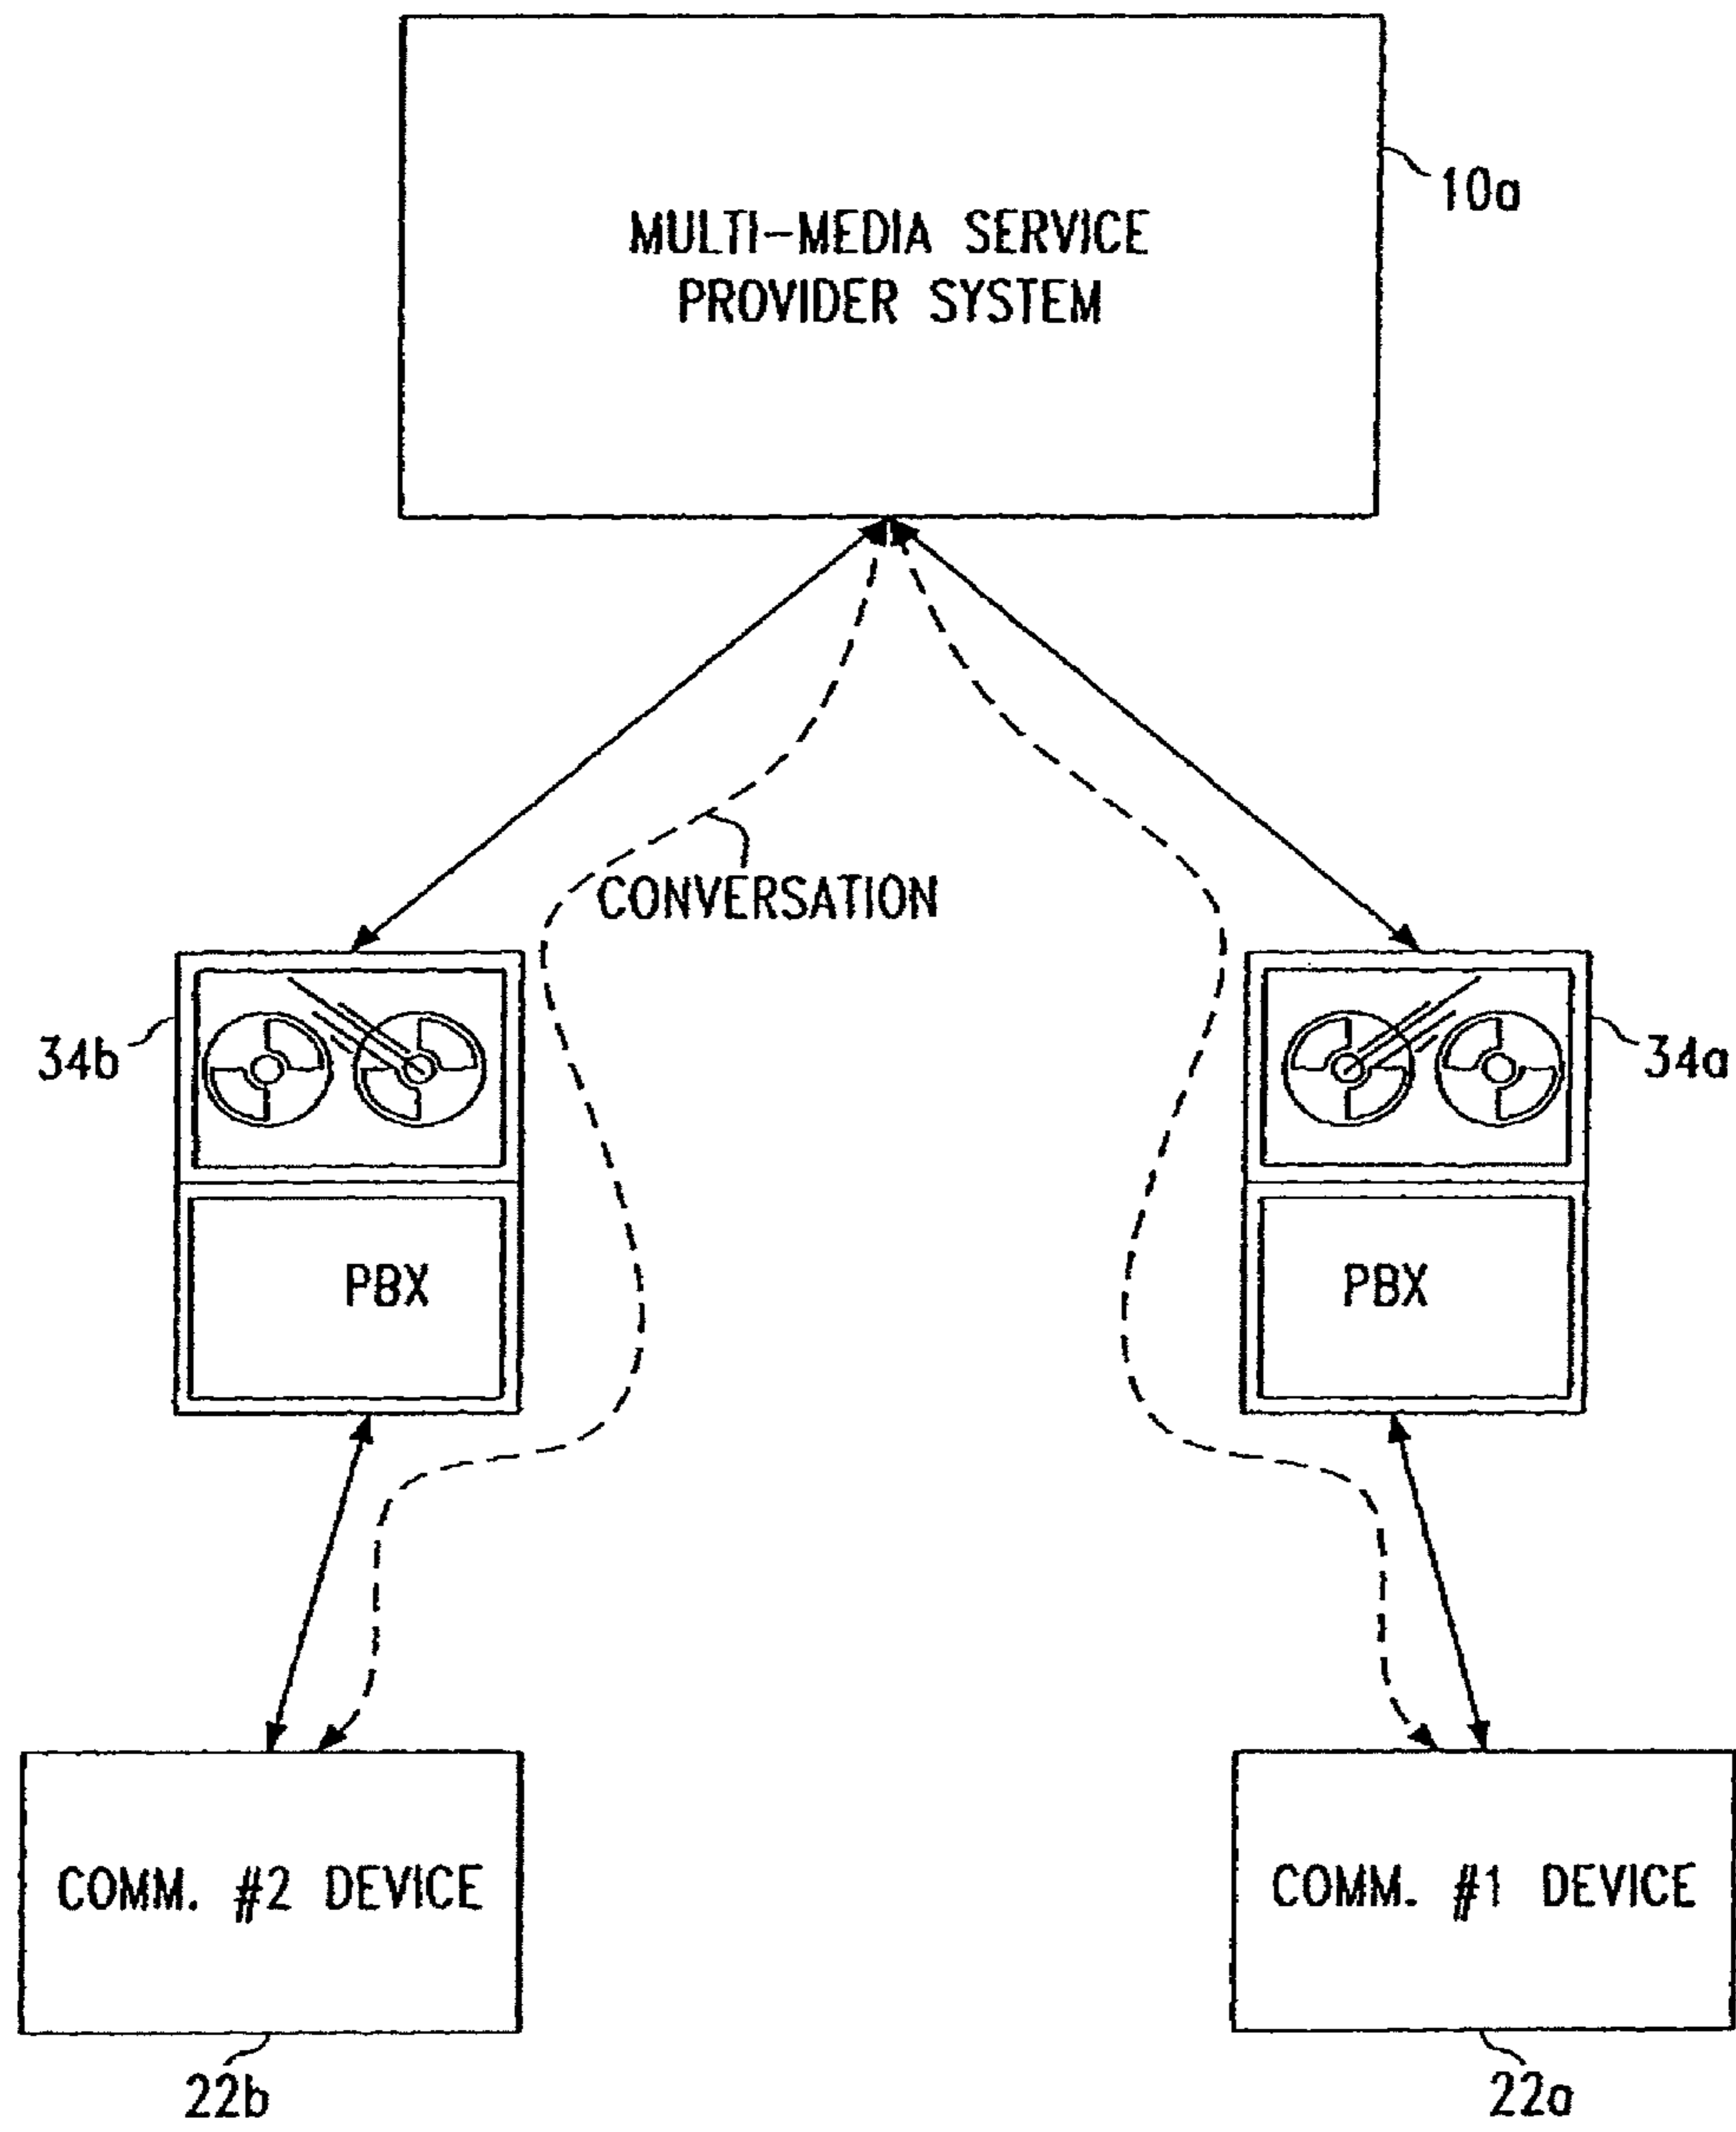 MULTI-MEDIA SERVICE
PROVIDER SYSTEM
10a
CONVERSATION
34b
34a
PBX
PBX
COMM. #2 DEVICE
COMM. #1 DEVICE
22b
22a